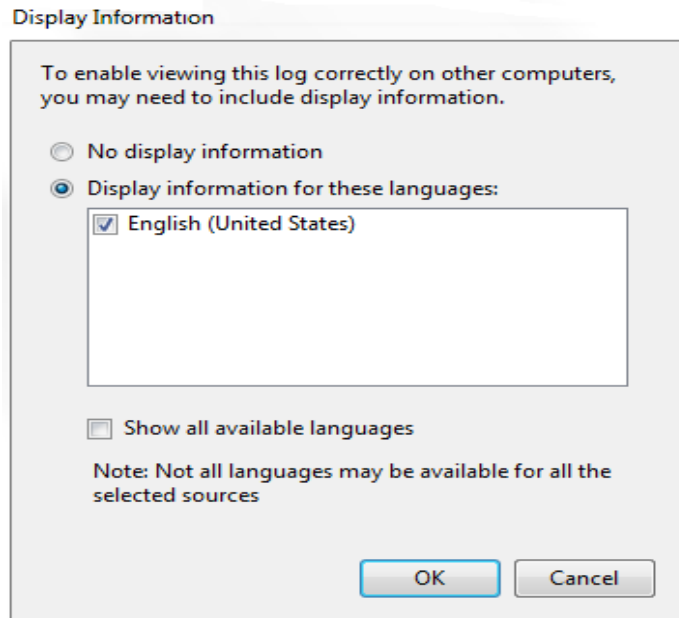 Display Information
To enable viewing this log correctly on other computers,
you may need to include display information.
No display information
Display information for these languages:
English (United States)
Show all available languages
Note: Not all languages may be available for all the
selected sources
OK
Cancel